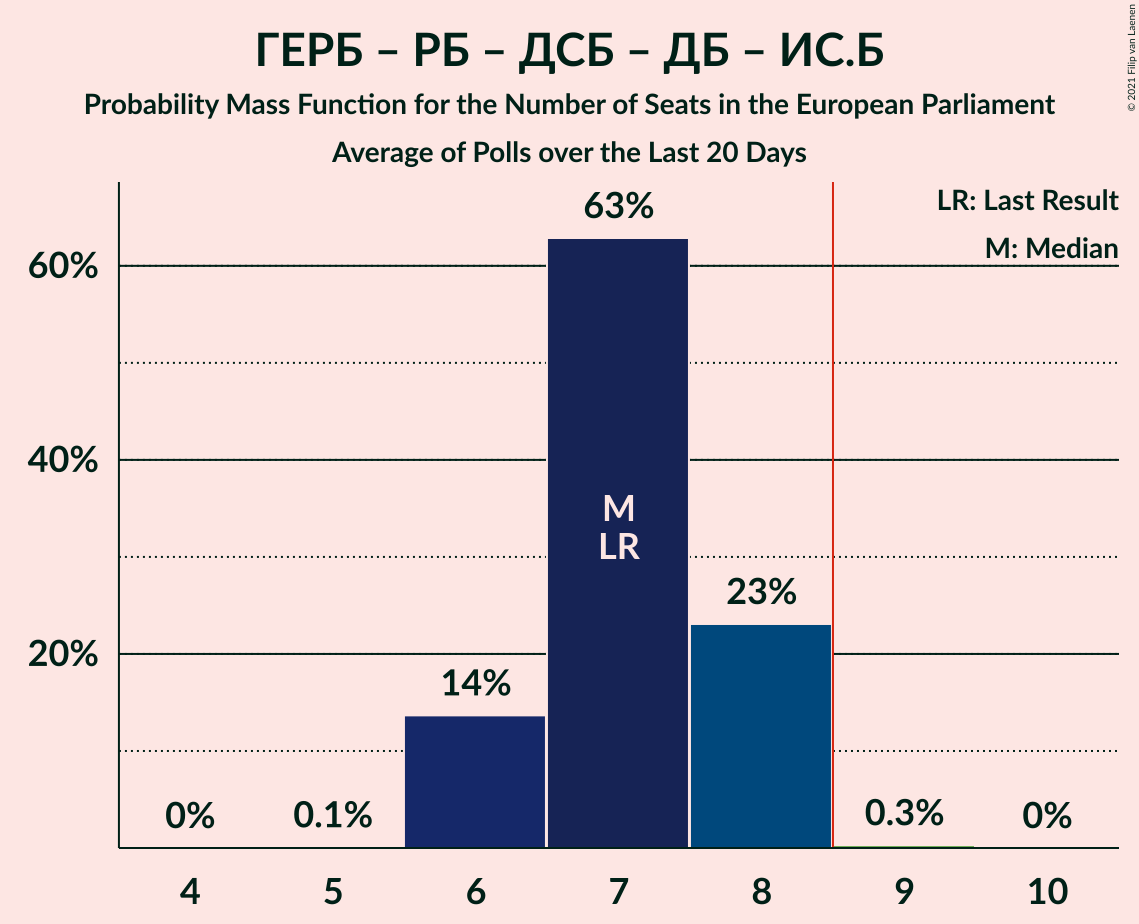 ГЕРБ – РБ – ДСБ – ДБ – ИС.Б
Probability Mass Function for the Number of Seats in the European Parliament
Average of Polls over the Last 20 Days
© 2021 Filip van Laenen
LR: Last Result
M: Median
60%
40%
20%
0%
0.1%
14%
63%
M
LR
23%
0.3%
0%
4
5
6
7
8
9
10